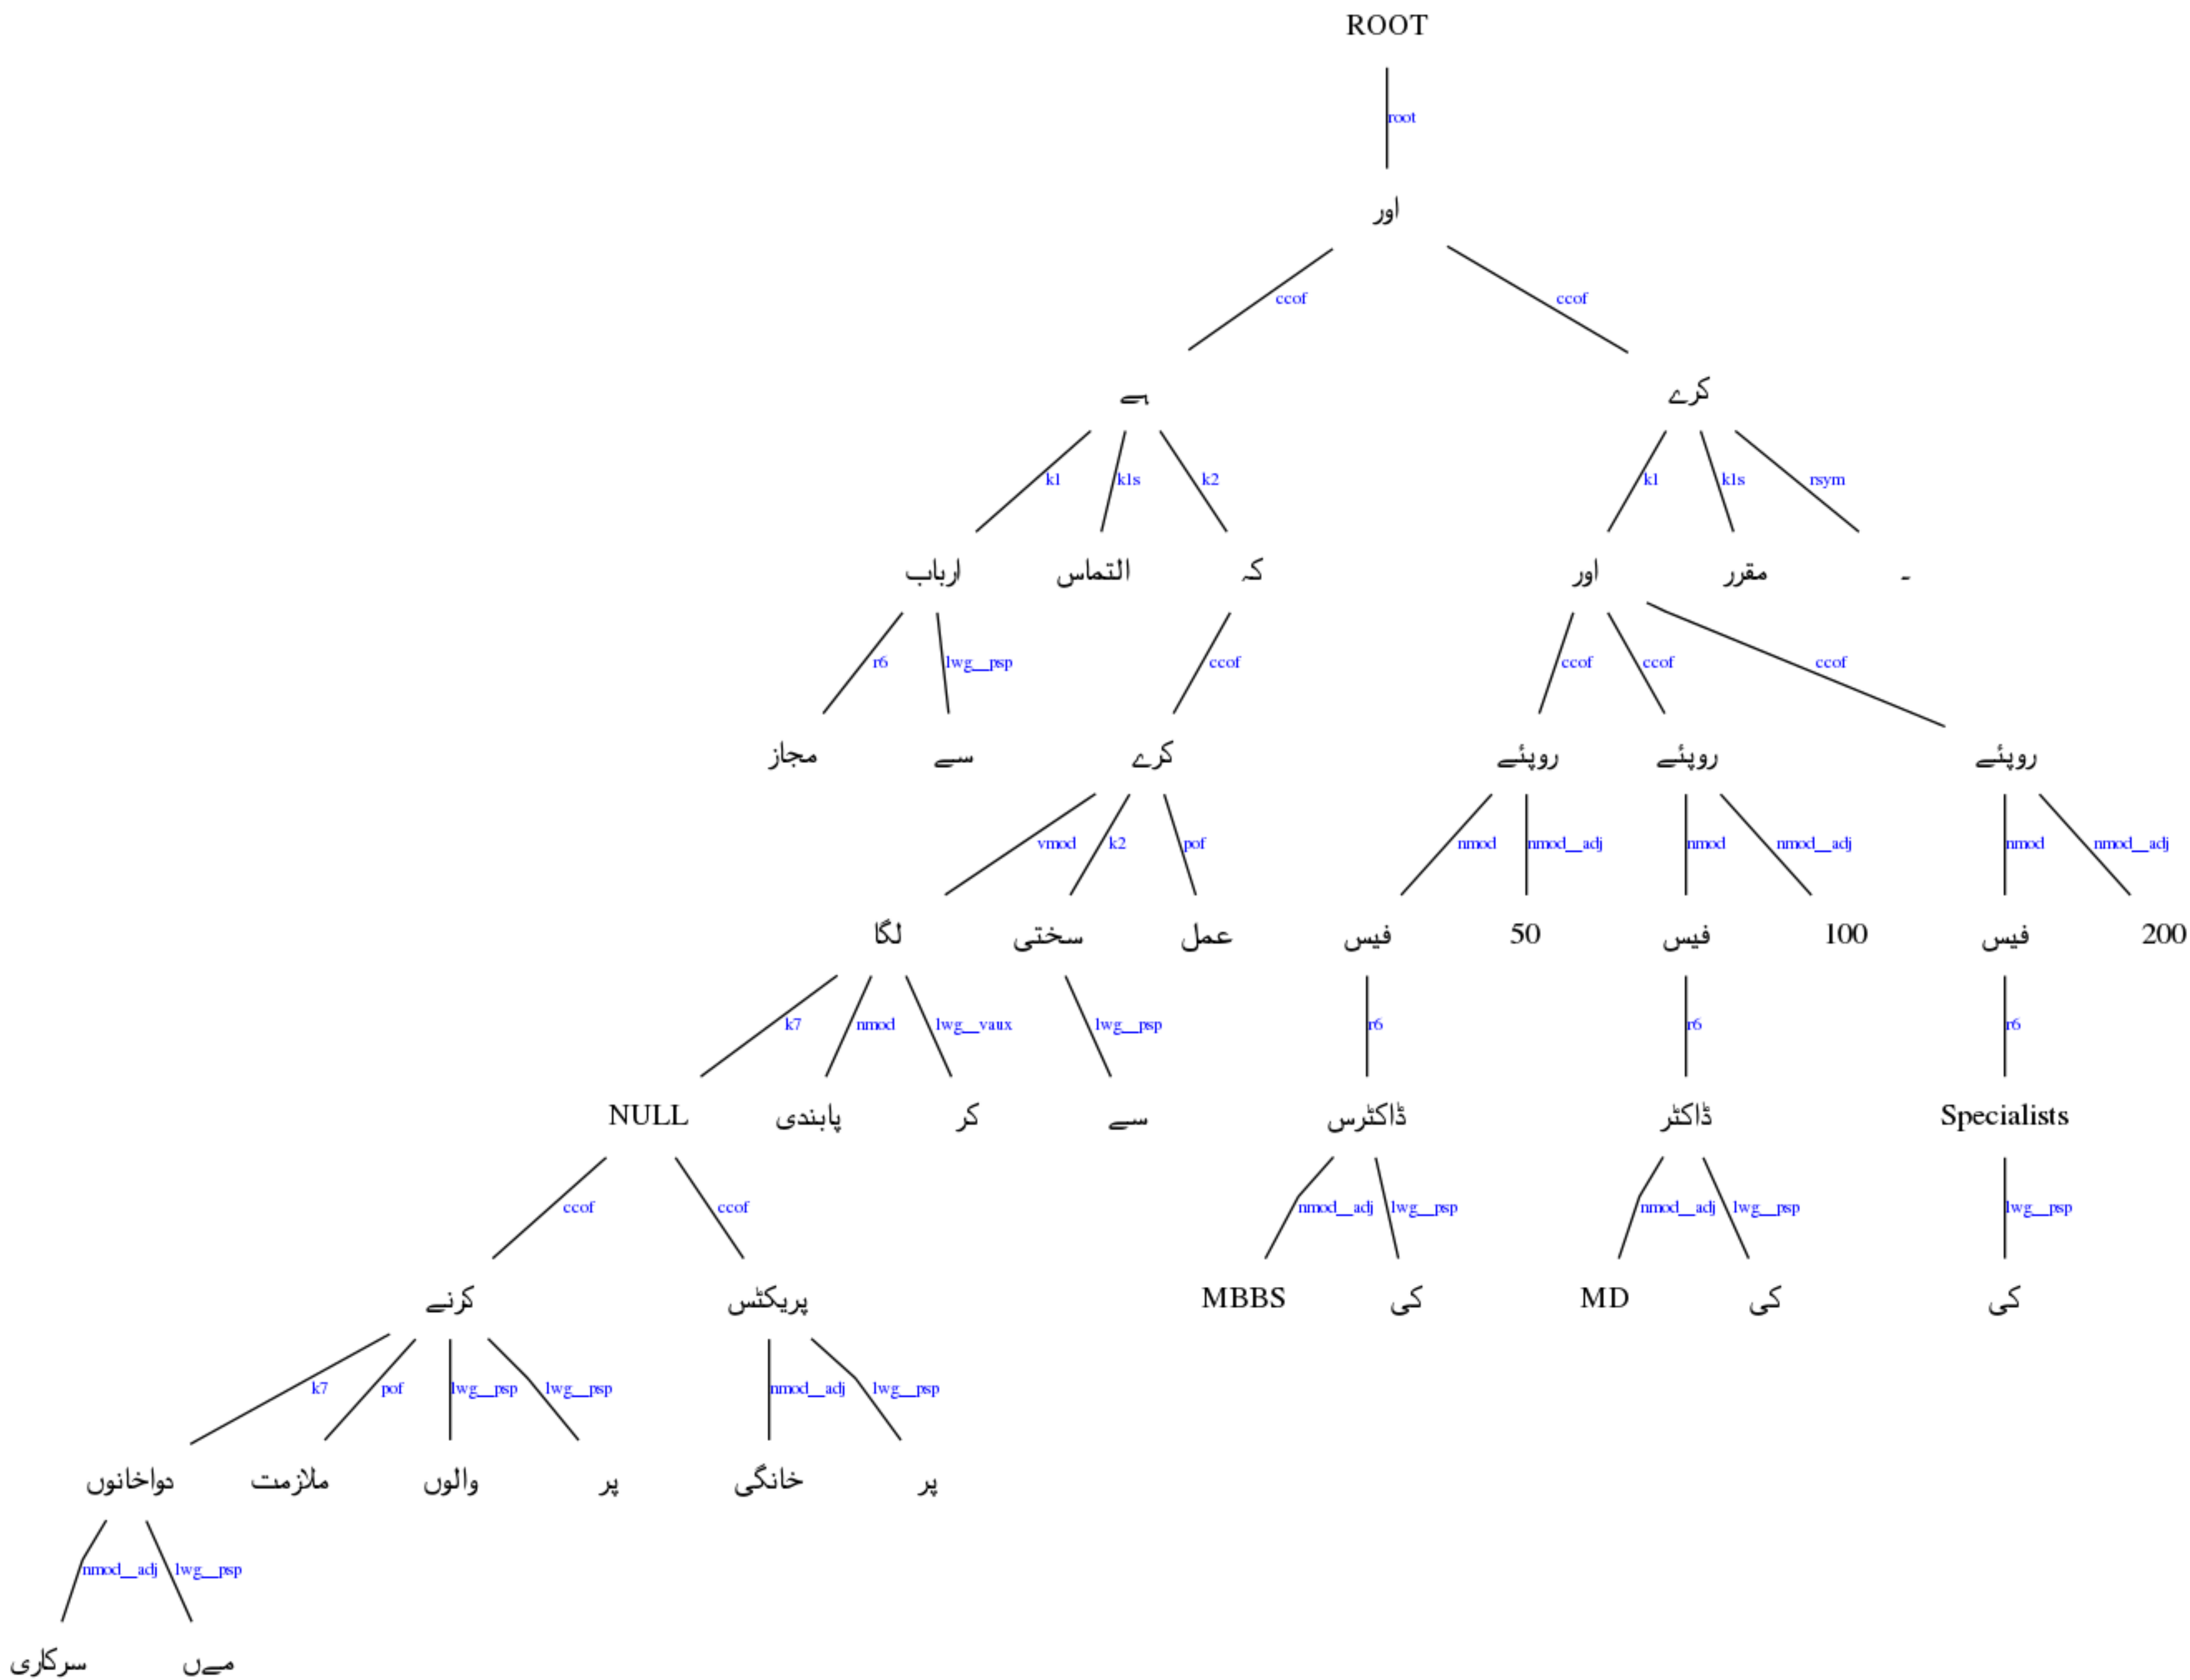 ROOT
root
اور
ccof ccof
ہے کرے
k1 k1s k2 k1 k1s rsym
ارباب التماس کہ اور مقرر ۔
r6 lwg__psp ccof ccof ccof ccof
مجاز سے کرے روپئے روپئے روپئے
vmod k2 pof nmod nmod__adj nmod nmod__adj nmod nmod__adj
لگا سختی عمل فیس 50 فیس 100 فیس 200
k7 nmod lwg__vaux lwg__psp r6 r6 r6
NULL پابندی کر سے ڈاکٹرس ڈاکٹر Specialists
ccof ccof nmod__adj lwg__psp nmod__adj lwg__psp lwg__psp
کرنے پریکٹس MBBS کی MD کی کی
k7 pof lwg__psp lwg__psp nmod__adj lwg__psp
دواخانوں ملازمت والوں پر خانگی پر
nmod__adj lwg__psp
سرکاری مےں